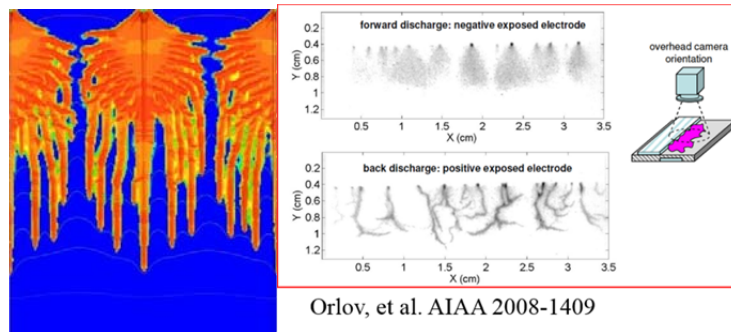 forward discharge: negative exposed electrode
0.2
0.4
0.6
0.8
1
1.2
Y (cm)
0.5 1 1.5 2 2.5 3 3.5
X (cm)
back discharge: positive exposed electrode
0.2
0.4
0.6
0.8
1
1.2
Y (cm)
0.5 1 1.5 2 2.5 3 3.5
X (cm)
overhead camera
orientation
Orlov, et al. AIAA 2008-1409